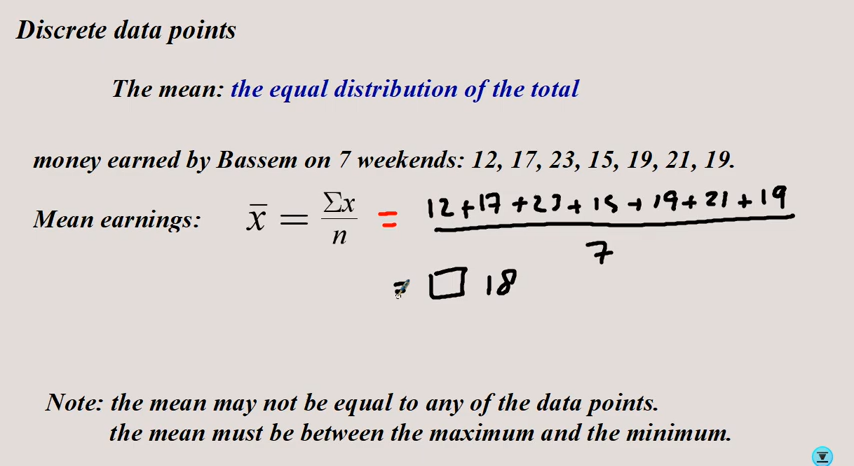 Discrete data points
The mean: the equal distribution of the total
money earned by Bassem on 7 weekends: 12, 17, 23, 15, 19, 21, 19.
Mean earnings: x̄ = Σx/n = 12+17+23+15+19+21+19
7
= □ 18
Note: the mean may not be equal to any of the data points.
the mean must be between the maximum and the minimum.